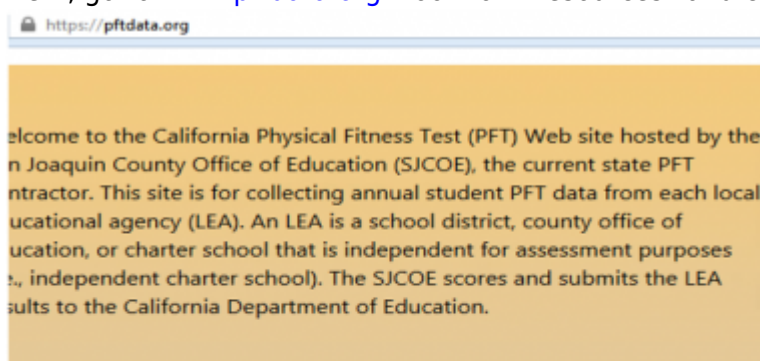 https://pftdata.org
elcome to the California Physical Fitness Test (PFT) Web site hosted by the
n Joaquin County Office of Education (SJCOE), the current state PFT
ntractor. This site is for collecting annual student PFT data from each local
ucational agency (LEA). An LEA is a school district, county office of
ucation, or charter school that is independent for assessment purposes
., independent charter school). The SJCOE scores and submits the LEA
sults to the California Department of Education.